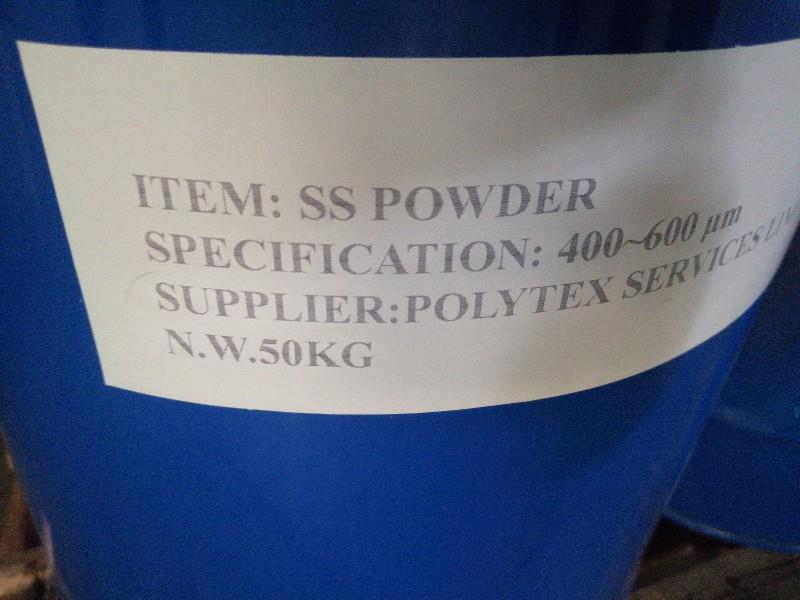 ITEM: SS POWDER
SPECIFICATION: 400~600 µm
SUPPLIER:POLYTEX SERVICES
N.W.50KG